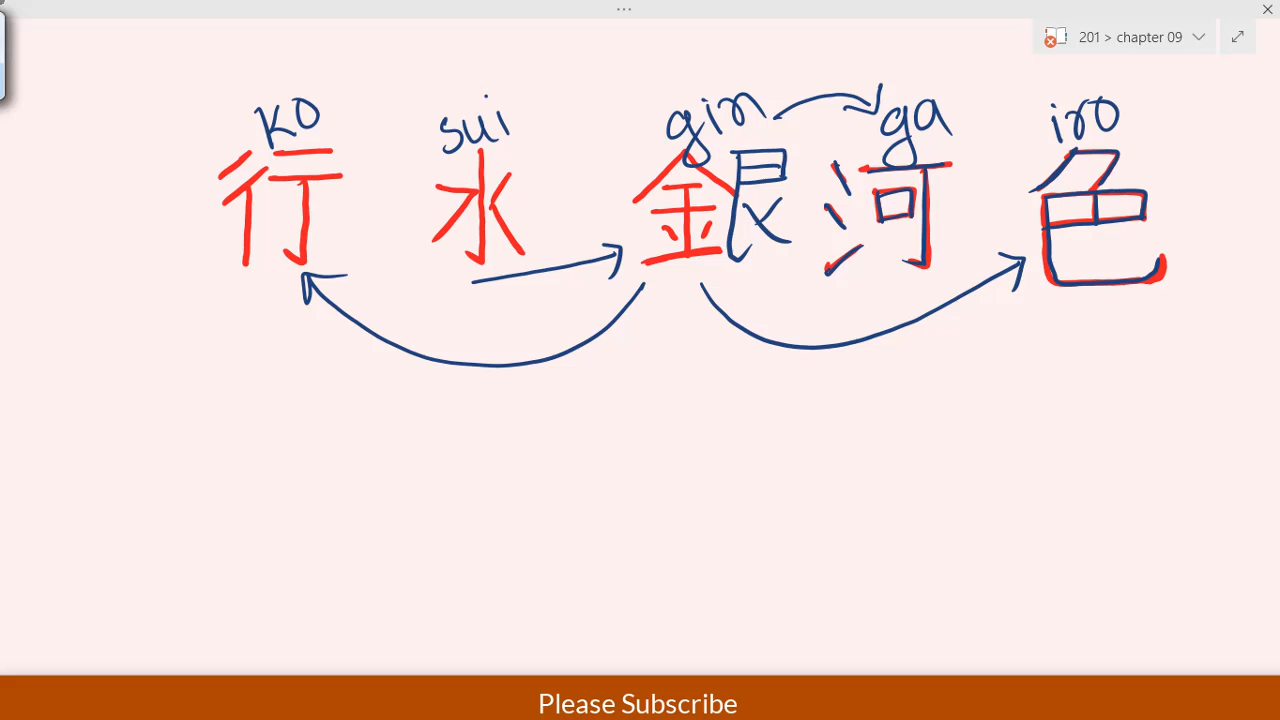 201 > chapter 09
ko sui gin ga iro
行 水 銀 河 色
Please Subscribe